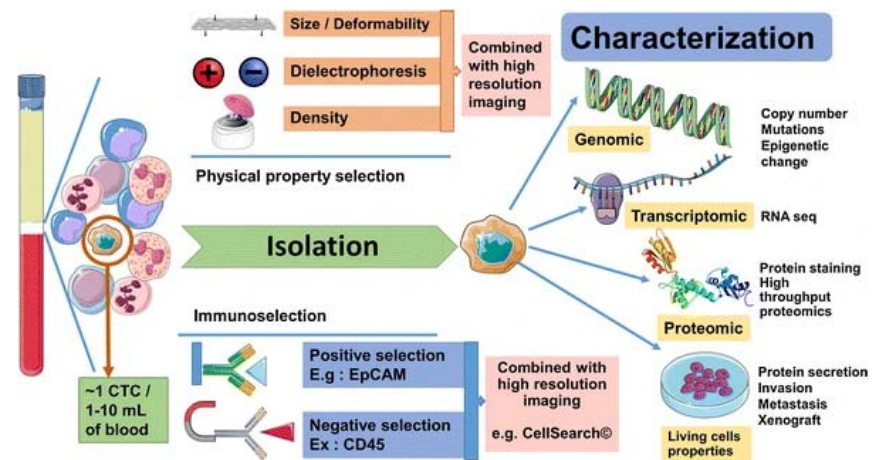 Size / Deformability
Dielectrophoresis
Density
Combined
with high
resolution
imaging
Physical property selection
Isolation
Immunoselection
Positive selection
E.g : EpCAM
Negative selection
Ex : CD45
Combined with
high resolution
imaging
e.g. CellSearch©
~1 CTC /
1-10 mL
of blood
Characterization
Genomic
Copy number
Mutations
Epigenetic
change
Transcriptomic
RNA seq
Proteomic
Protein staining
High
throughput
proteomics
Living cells
properties
Protein secretion
Invasion
Metastasis
Xenograft